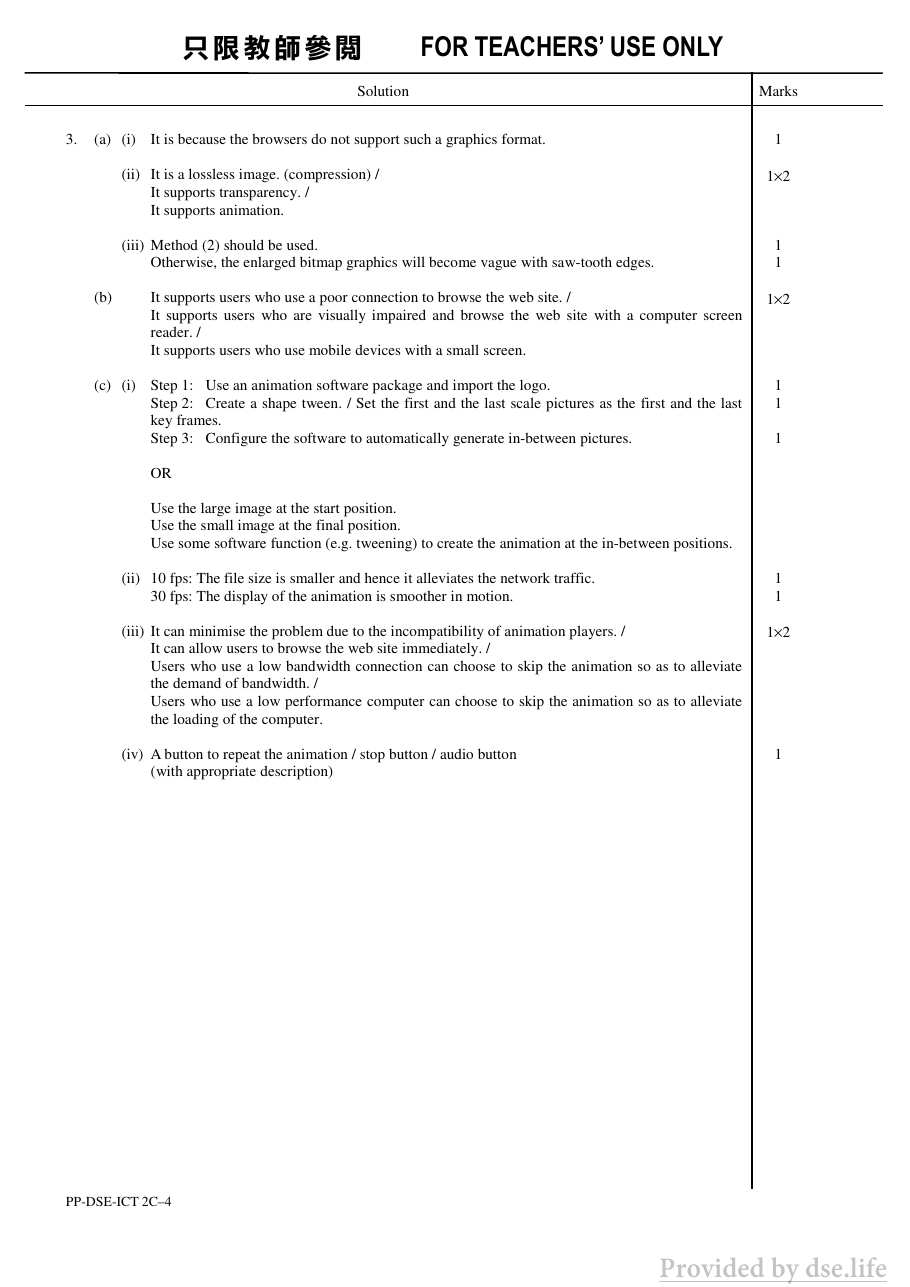 只限教師參閱 FOR TEACHERS' USE ONLY
Solution Marks
3. (a) (i) It is because the browsers do not support such a graphics format. 1
(ii) It is a lossless image. (compression) / 1×2
It supports transparency. /
It supports animation.
(iii) Method (2) should be used. 1
Otherwise, the enlarged bitmap graphics will become vague with saw-tooth edges. 1
(b) It supports users who use a poor connection to browse the web site. / 1×2
It supports users who are visually impaired and browse the web site with a computer screen
reader. /
It supports users who use mobile devices with a small screen.
(c) (i) Step 1: Use an animation software package and import the logo. 1
Step 2: Create a shape tween. / Set the first and the last scale pictures as the first and the last 1
key frames.
Step 3: Configure the software to automatically generate in-between pictures. 1
OR
Use the large image at the start position.
Use the small image at the final position.
Use some software function (e.g. tweening) to create the animation at the in-between positions.
(ii) 10 fps: The file size is smaller and hence it alleviates the network traffic. 1
30 fps: The display of the animation is smoother in motion. 1
(iii) It can minimise the problem due to the incompatibility of animation players. / 1×2
It can allow users to browse the web site immediately. /
Users who use a low bandwidth connection can choose to skip the animation so as to alleviate
the demand of bandwidth. /
Users who use a low performance computer can choose to skip the animation so as to alleviate
the loading of the computer.
(iv) A button to repeat the animation / stop button / audio button 1
(with appropriate description)
PP-DSE-ICT 2C–4
Provided by dse.life